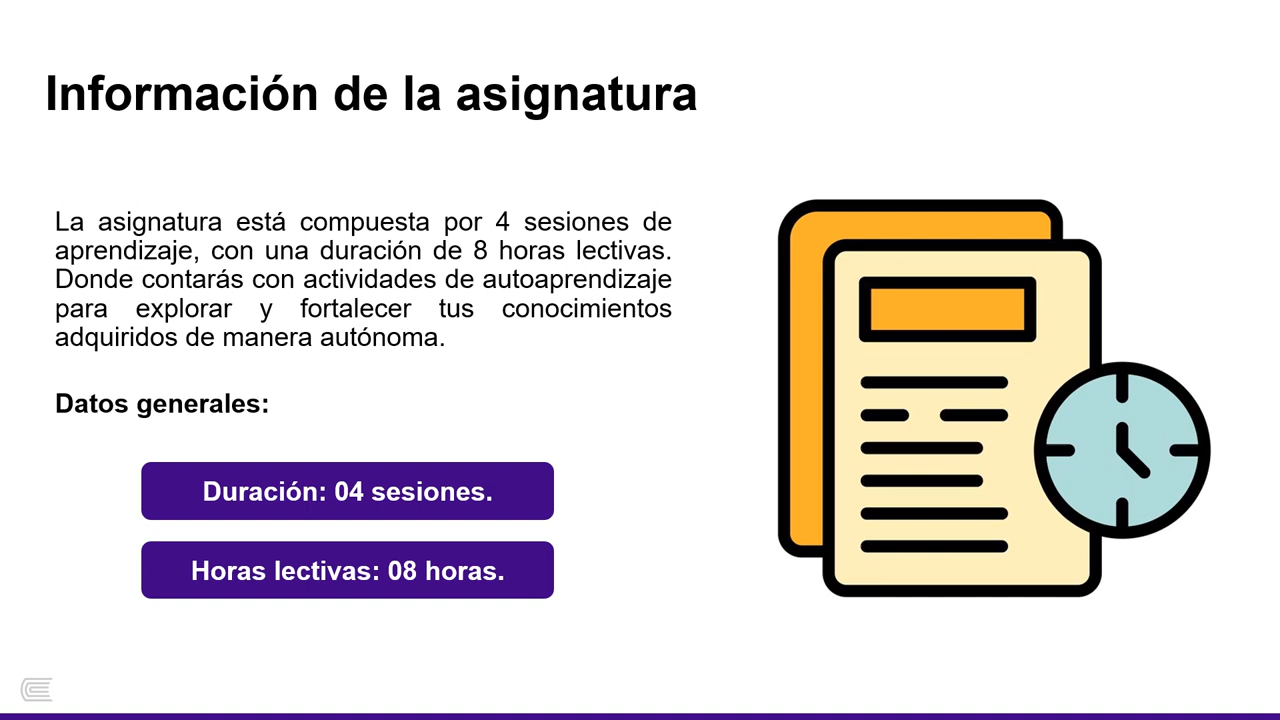 Información de la asignatura
La asignatura está compuesta por 4 sesiones de
aprendizaje, con una duración de 8 horas lectivas.
Donde contarás con actividades de autoaprendizaje
para explorar y fortalecer tus conocimientos
adquiridos de manera autónoma.
Datos generales:
Duración: 04 sesiones.
Horas lectivas: 08 horas.